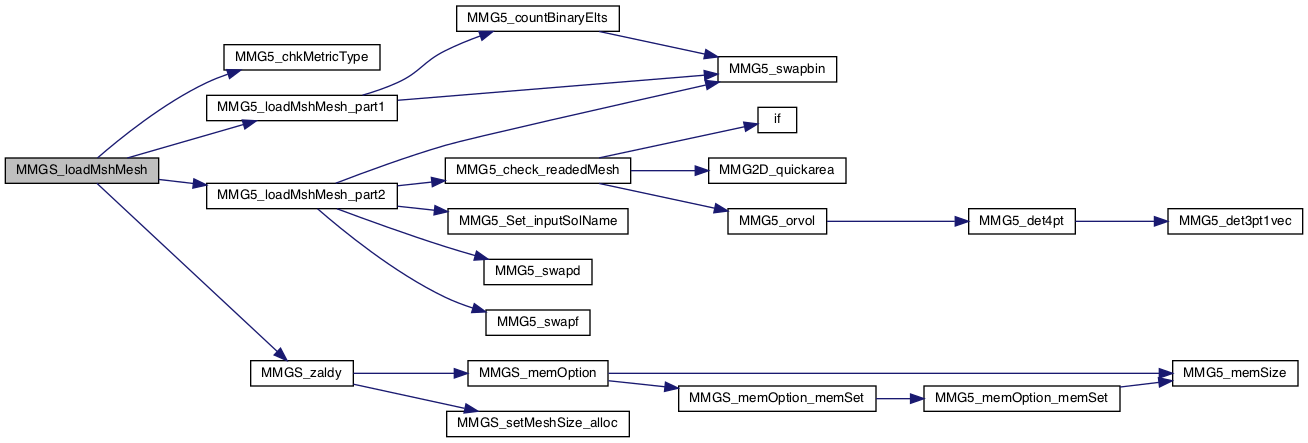 MMG5_countBinaryElts
MMG5_chkMetricType
MMG5_swapbin
MMG5_loadMshMesh_part1
if
MMGS_loadMshMesh
MMG5_check_readedMesh
MMG2D_quickarea
MMG5_loadMshMesh_part2
MMG5_Set_inputSolName
MMG5_orvol
MMG5_det4pt
MMG5_det3pt1vec
MMG5_swapd
MMG5_swapf
MMGS_zaldy
MMGS_memOption
MMG5_memSize
MMGS_memOption_memSet
MMG5_memOption_memSet
MMGS_setMeshSize_alloc